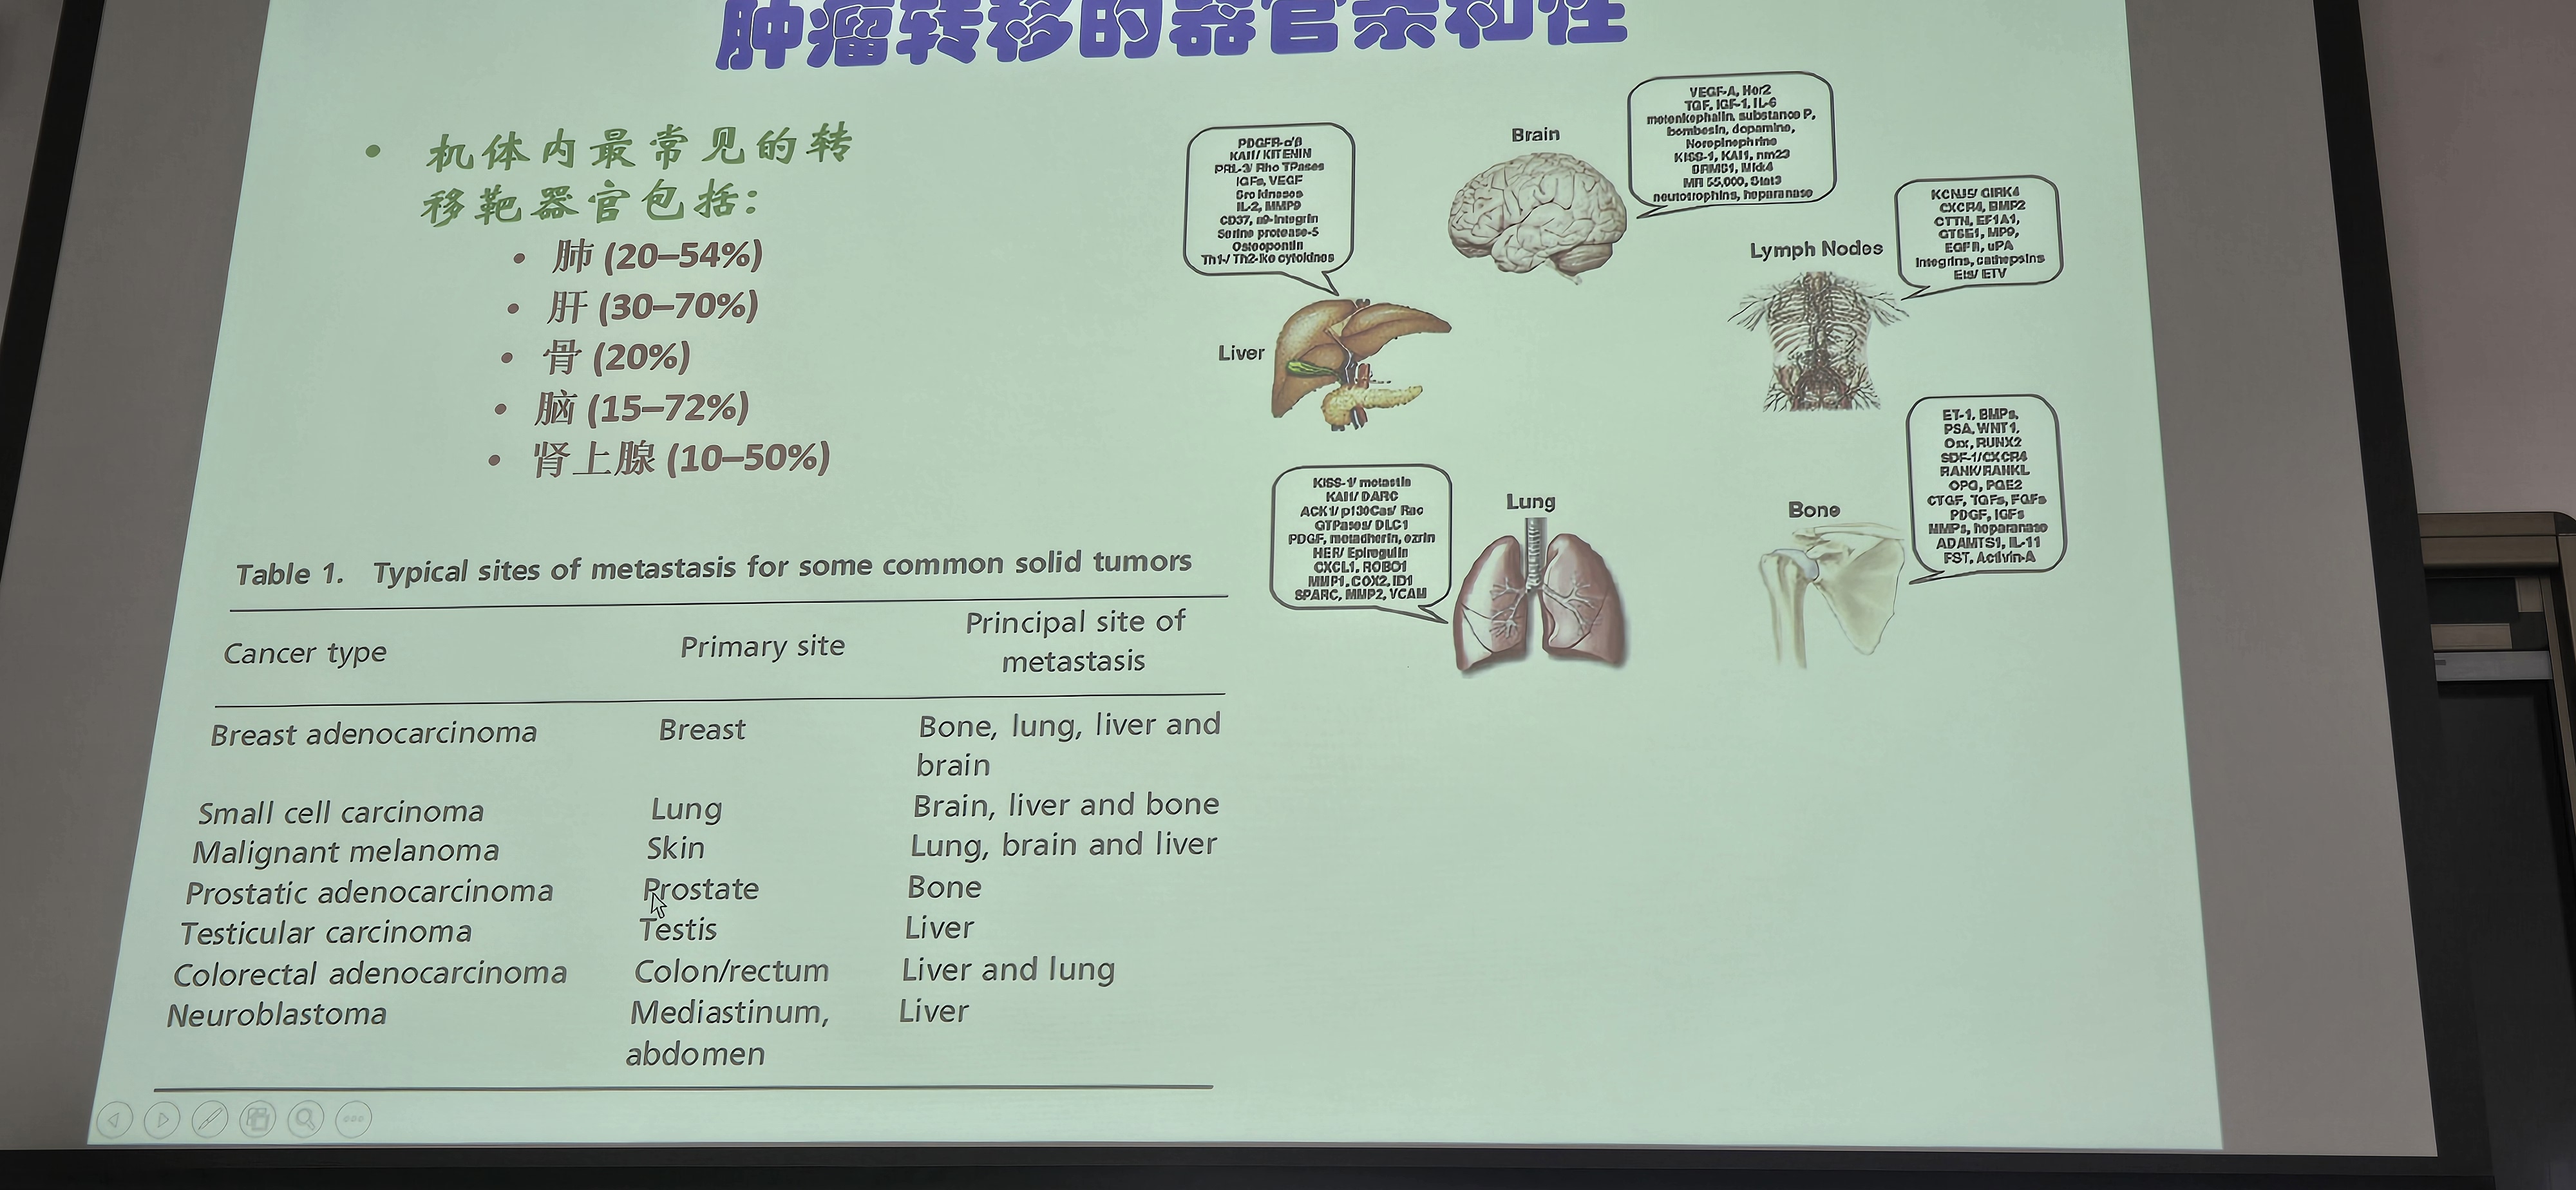 肿瘤转移的器官亲和性
• 机体内最常见的转
移靶器官包括:
• 肺 (20–54%)
• 肝 (30–70%)
• 骨 (20%)
• 脑 (15–72%)
• 肾上腺 (10–50%)
PDGFR-α/β
KAI1/ KITENIN
PRL-3/ Rho TPases
IGFs, VEGF
Src kinases
IL-2, MMP9
CD37, α9-integrin
Serine protease-5
Osteopontin
Th1-/ Th2-like cytokines
Liver
Brain
VEGF-A, Her2
TGF, IGF-1, IL-6
metenkephalin, substance P,
bombesin, dopamine,
Norepinephrine
KISS-1, KAI1, nm23
BRMS1, Mkk4
MR 55,000, Stat3
neurotrophins, heparanase
Lymph Nodes
KCNJ5/ GIRK4
CXCR4, BMP2
CTTN, EF1A1,
GTSE1, MP9,
EGFR, uPA
Integrins, cathepsins
Ets/ ETV
KISS-1/ metastin
KAI1/ DARC
ACK1/ p130Cas/ Rac
GTPases/ DLC1
PDGF, metadherin, ezrin
HER/ Epiregulin
CXCL1, ROBO1
MMP1, COX2, ID1
SPARC, MMP2, VCAM
Lung
Bone
ET-1, BMPs,
PSA, WNT1,
Osx, RUNX2
SDF-1/CXCR4
RANK/RANKL
OPG, PGE2
CTGF, TGFs, FGFs
PDGF, IGFs
MMPs, heparanase
ADAMTS1, IL-11
FST, Activin-A
Table 1. Typical sites of metastasis for some common solid tumors
Cancer type Primary site Principal site of
metastasis
Breast adenocarcinoma Breast Bone, lung, liver and
brain
Small cell carcinoma Lung Brain, liver and bone
Malignant melanoma Skin Lung, brain and liver
Prostatic adenocarcinoma Prostate Bone
Testicular carcinoma Testis Liver
Colorectal adenocarcinoma Colon/rectum Liver and lung
Neuroblastoma Mediastinum, Liver
abdomen